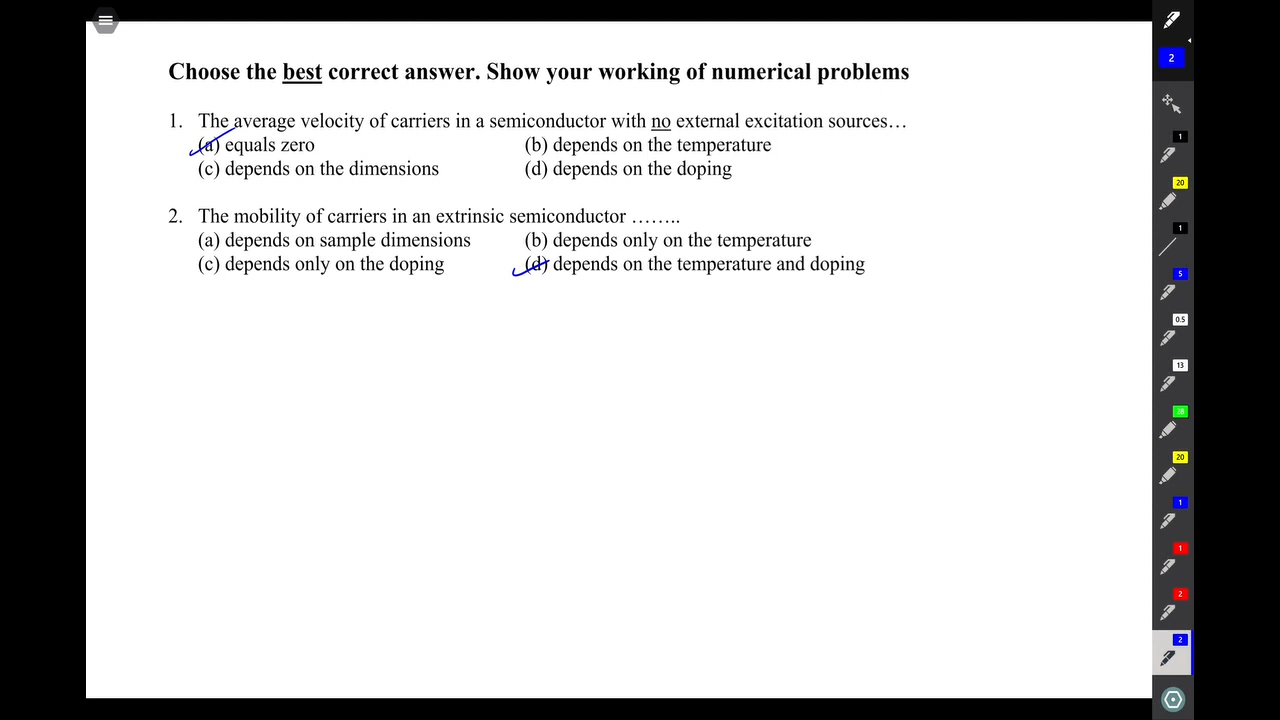 Choose the best correct answer. Show your working of numerical problems
1. The average velocity of carriers in a semiconductor with no external excitation sources…
(a) equals zero (b) depends on the temperature
(c) depends on the dimensions (d) depends on the doping
2. The mobility of carriers in an extrinsic semiconductor ……..
(a) depends on sample dimensions (b) depends only on the temperature
(c) depends only on the doping (d) depends on the temperature and doping
2
1
20
1
5
0.5
13
28
20
1
1
2
2